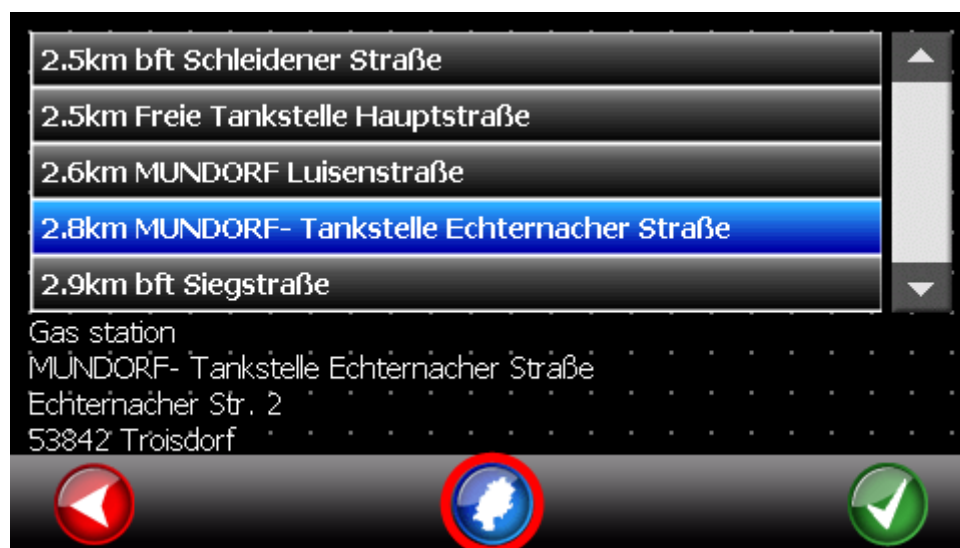 2.5km bft Schleidener Straße
2.5km Freie Tankstelle Hauptstraße
2.6km MUNDORF Luisenstraße
2.8km MUNDORF- Tankstelle Echternacher Straße
2.9km bft Siegstraße
Gas station
MUNDORF- Tankstelle Echternacher Straße
Echternacher Str. 2
53842 Troisdorf